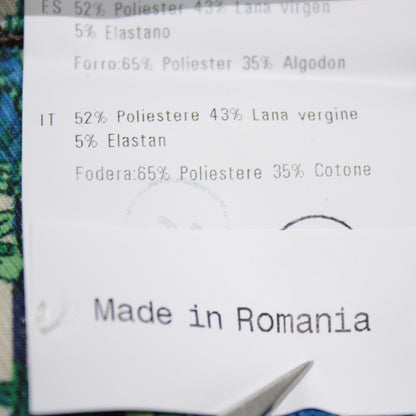 ES 52% Poliester 43% Lana virgen
5% Elastano
Forro:65% Poliester 35% Algodon
IT 52% Poliestere 43% Lana vergine
5% Elastan
Fodera:65% Poliestere 35% Cotone
Made in Romania